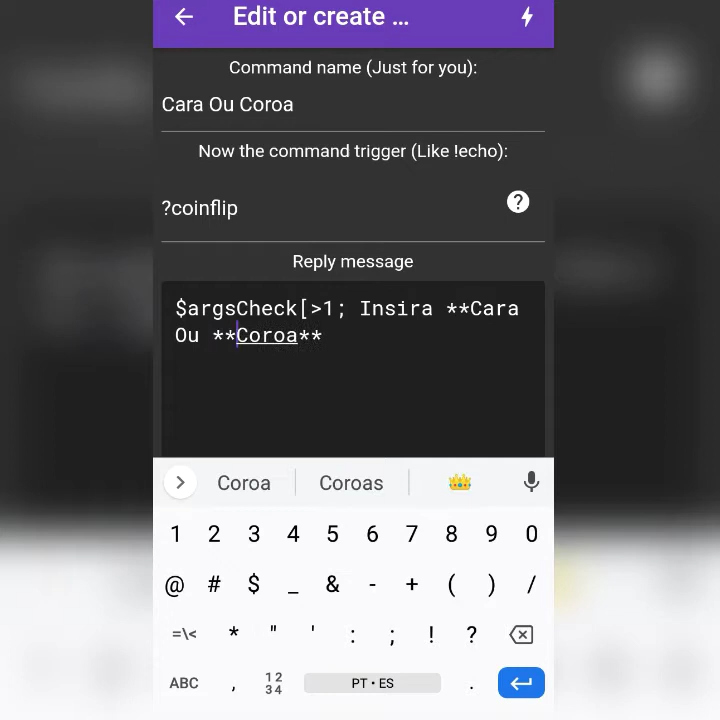 Edit or create ...
Command name (Just for you):
Cara Ou Coroa
Now the command trigger (Like !echo):
?coinflip
?
Reply message
$argsCheck[>1; Insira **Cara
Ou **Coroa**
Coroa Coroas
1 2 3 4 5 6 7 8 9 0
@ # $ _ & - + ( ) /
=\< * " ' : ; ! ?
ABC , 12 34 PT • ES .